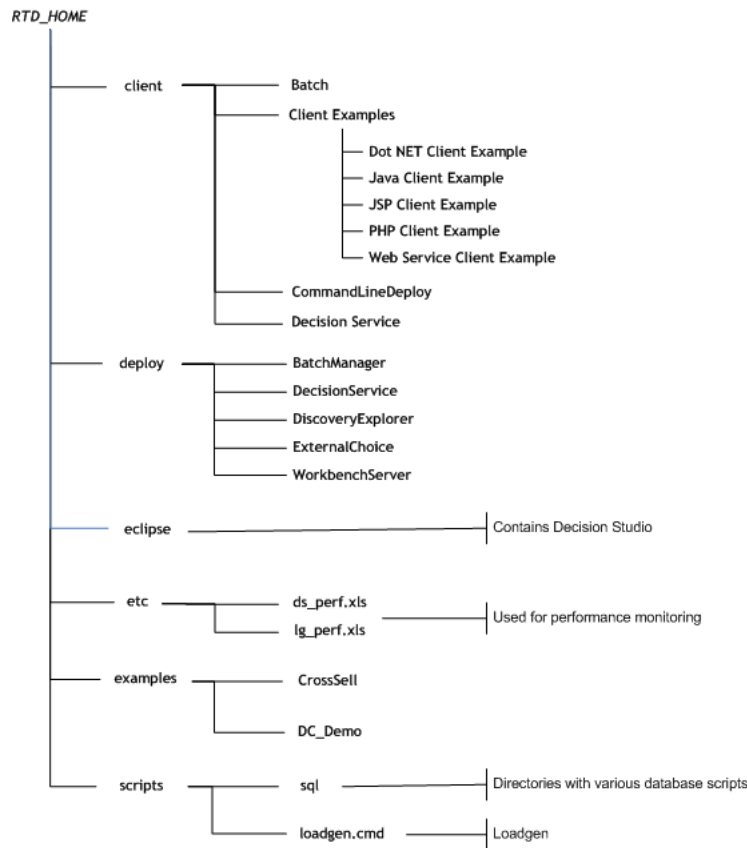 RTD_HOME
client
Batch
Client Examples
Dot NET Client Example
Java Client Example
JSP Client Example
PHP Client Example
Web Service Client Example
CommandLineDeploy
Decision Service
deploy
BatchManager
DecisionService
DiscoveryExplorer
ExternalChoice
WorkbenchServer
eclipse
Contains Decision Studio
etc
ds_perf.xls
lg_perf.xls
Used for performance monitoring
examples
CrossSell
DC_Demo
scripts
sql
Directories with various database scripts
loadgen.cmd
Loadgen